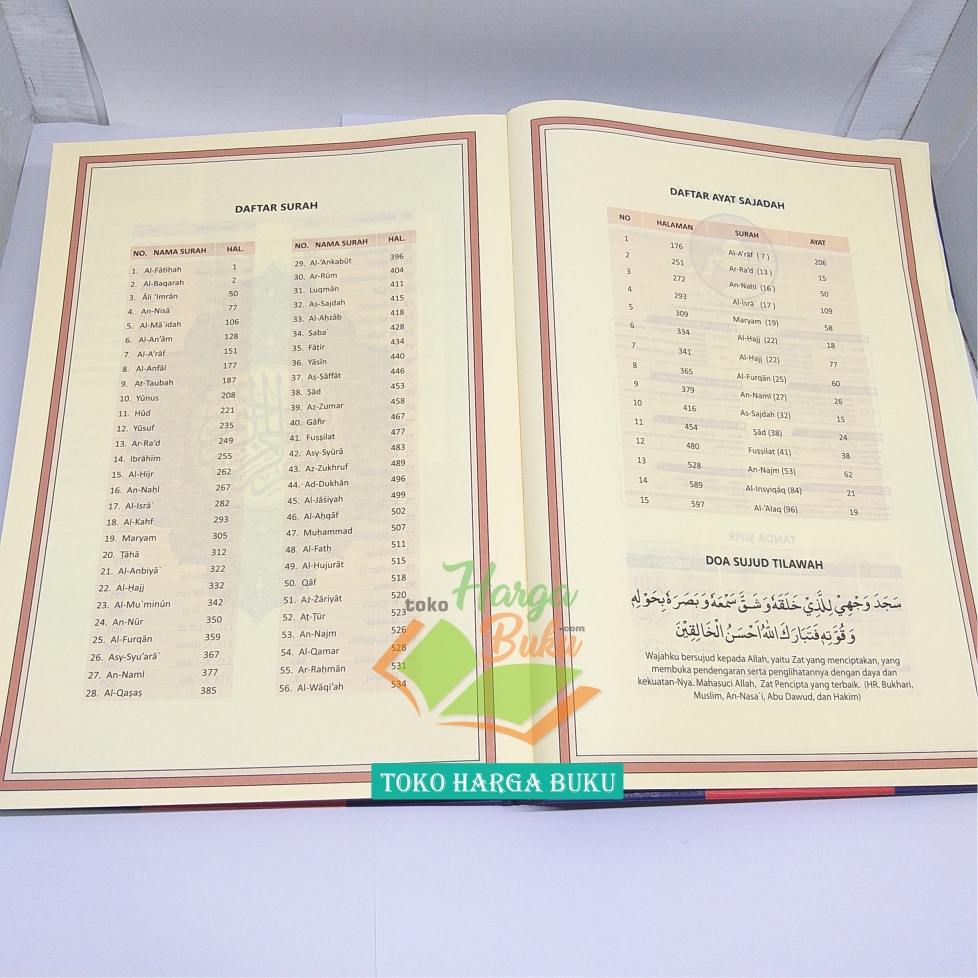 DAFTAR SURAH
NO. NAMA SURAH HAL.
1. Al-Fātiḥah 1
2. Al-Baqarah 2
3. Āli 'Imrān 50
4. An-Nisā` 77
5. Al-Mā`idah 106
6. Al-An'ām 128
7. Al-A'rāf 151
8. Al-Anfāl 177
9. At-Taubah 187
10. Yūnus 208
11. Hūd 221
12. Yūsuf 235
13. Ar-Ra'd 249
14. Ibrāhīm 255
15. Al-Ḥijr 262
16. An-Naḥl 267
17. Al-Isrā` 282
18. Al-Kahf 293
19. Maryam 305
20. Ṭāhā 312
21. Al-Anbiyā` 322
22. Al-Ḥajj 332
23. Al-Mu`minūn 342
24. An-Nūr 350
25. Al-Furqān 359
26. Asy-Syu'arā` 367
27. An-Naml 377
28. Al-Qaṣaṣ 385
NO. NAMA SURAH HAL.
29. Al-'Ankabūt 396
30. Ar-Rūm 404
31. Luqmān 411
32. As-Sajdah 415
33. Al-Aḥzāb 418
34. Saba` 428
35. Fāṭir 434
36. Yāsīn 440
37. Aṣ-Ṣāffāt 446
38. Ṣād 453
39. Az-Zumar 458
40. Gāfir 467
41. Fuṣṣilat 477
42. Asy-Syūrā 483
43. Az-Zukhruf 489
44. Ad-Dukhān 496
45. Al-Jāṡiyah 499
46. Al-Aḥqāf 502
47. Muḥammad 507
48. Al-Fatḥ 511
49. Al-Ḥujurāt 515
50. Qāf 518
51. Aż-Żāriyāt 520
52. Aṭ-Ṭūr 523
53. An-Najm 526
54. Al-Qamar 528
55. Ar-Raḥmān 531
56. Al-Wāqi'ah 534
DAFTAR AYAT SAJADAH
NO HALAMAN SURAH AYAT
1 176 Al-A'rāf (7) 206
2 251 Ar-Ra'd (13) 15
3 272 An-Naḥl (16) 50
4 293 Al-Isrā` (17) 109
5 309 Maryam (19) 58
6 334 Al-Hajj (22) 18
7 341 Al-Hajj (22) 77
8 365 Al-Furqān (25) 60
9 379 An-Naml (27) 26
10 416 As-Sajdah (32) 15
11 454 Ṣād (38) 24
12 480 Fuṣṣilat (41) 38
13 528 An-Najm (53) 62
14 589 Al-Insyiqāq (84) 21
15 597 Al-'Alaq (96) 19
DOA SUJUD TILAWAH
سَجَدَ وَجْهِيْ لِلَّذِيْ خَلَقَهُ وَشَقَّ سَمْعَهُ وَبَصَرَهُ بِحَوْلِهِ
وَقُوَّتِهِ فَتَبَارَكَ اللهُ اَحْسَنُ الْخَالِقِيْنَ
Wajahku bersujud kepada Allah, yaitu Zat yang menciptakan, yang
membuka pendengaran serta penglihatannya dengan daya dan
kekuatan-Nya. Mahasuci Allah, Zat Pencipta yang terbaik. (HR. Bukhari,
Muslim, An-Nasa`i, Abu Dawud, dan Hakim)
toko Harga
Buku .com
TOKO HARGA BUKU